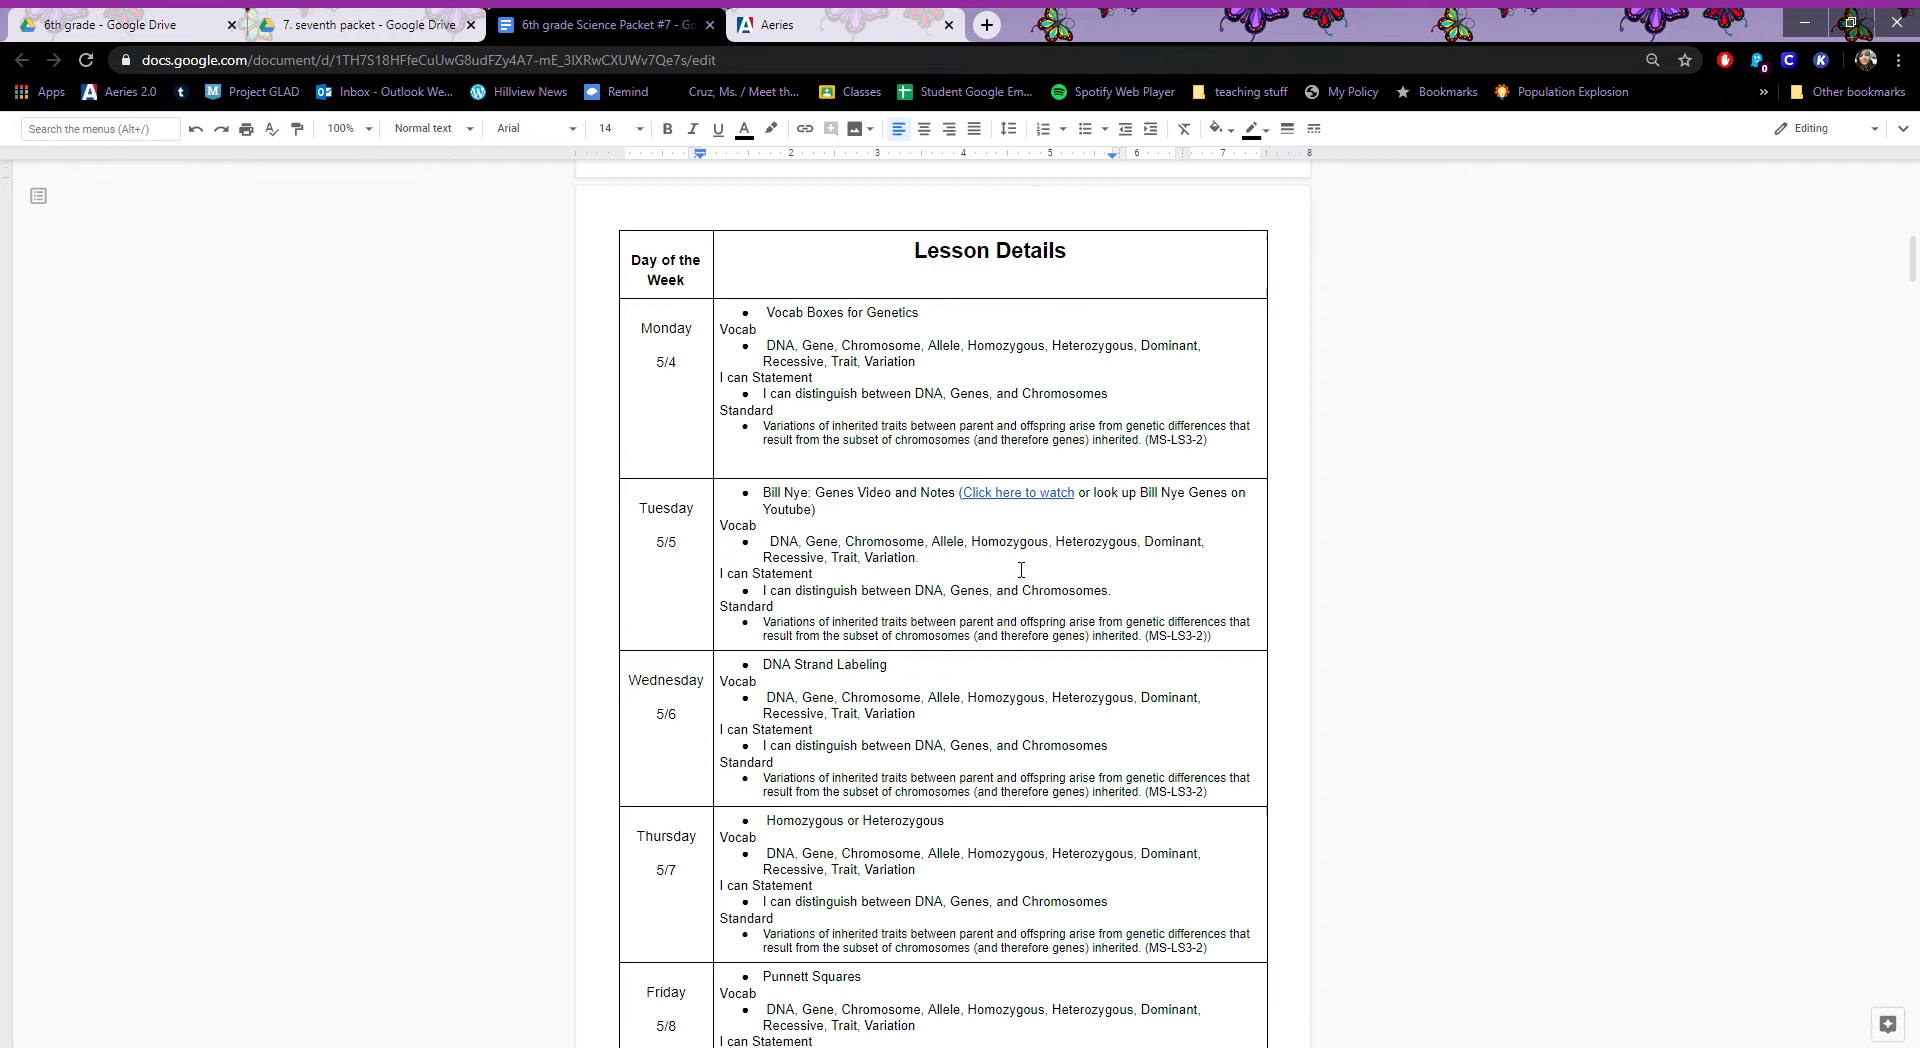 6th grade - Google Drive
7. seventh packet - Google Drive
6th grade Science Packet #7 - Go
Aeries
docs.google.com/document/d/1TH7S18HFfeCuUwG8udFZy4A7-mE_3lXRwCXUWv7Qe7s/edit
0
Apps
Aeries 2.0
Project GLAD
Inbox - Outlook We...
Hillview News
Remind
Cruz, Ms. / Meet th...
Classes
Student Google Em...
Spotify Web Player
teaching stuff
My Policy
Bookmarks
Population Explosion
»
Other bookmarks
Search the menus (Alt+/)
100%
Normal text
Arial
14
B I U A
Editing
2 3 4 5 6 7 8
Day of the
Week
Lesson Details
Monday
5/4
• Vocab Boxes for Genetics
Vocab
• DNA, Gene, Chromosome, Allele, Homozygous, Heterozygous, Dominant,
Recessive, Trait, Variation
I can Statement
• I can distinguish between DNA, Genes, and Chromosomes
Standard
• Variations of inherited traits between parent and offspring arise from genetic differences that
result from the subset of chromosomes (and therefore genes) inherited. (MS-LS3-2)
Tuesday
5/5
• Bill Nye: Genes Video and Notes (Click here to watch or look up Bill Nye Genes on
Youtube)
Vocab
• DNA, Gene, Chromosome, Allele, Homozygous, Heterozygous, Dominant,
Recessive, Trait, Variation.
I can Statement
• I can distinguish between DNA, Genes, and Chromosomes.
Standard
• Variations of inherited traits between parent and offspring arise from genetic differences that
result from the subset of chromosomes (and therefore genes) inherited. (MS-LS3-2))
Wednesday
5/6
• DNA Strand Labeling
Vocab
• DNA, Gene, Chromosome, Allele, Homozygous, Heterozygous, Dominant,
Recessive, Trait, Variation
I can Statement
• I can distinguish between DNA, Genes, and Chromosomes
Standard
• Variations of inherited traits between parent and offspring arise from genetic differences that
result from the subset of chromosomes (and therefore genes) inherited. (MS-LS3-2)
Thursday
5/7
• Homozygous or Heterozygous
Vocab
• DNA, Gene, Chromosome, Allele, Homozygous, Heterozygous, Dominant,
Recessive, Trait, Variation
I can Statement
• I can distinguish between DNA, Genes, and Chromosomes
Standard
• Variations of inherited traits between parent and offspring arise from genetic differences that
result from the subset of chromosomes (and therefore genes) inherited. (MS-LS3-2)
Friday
5/8
• Punnett Squares
Vocab
• DNA, Gene, Chromosome, Allele, Homozygous, Heterozygous, Dominant,
Recessive, Trait, Variation
I can Statement